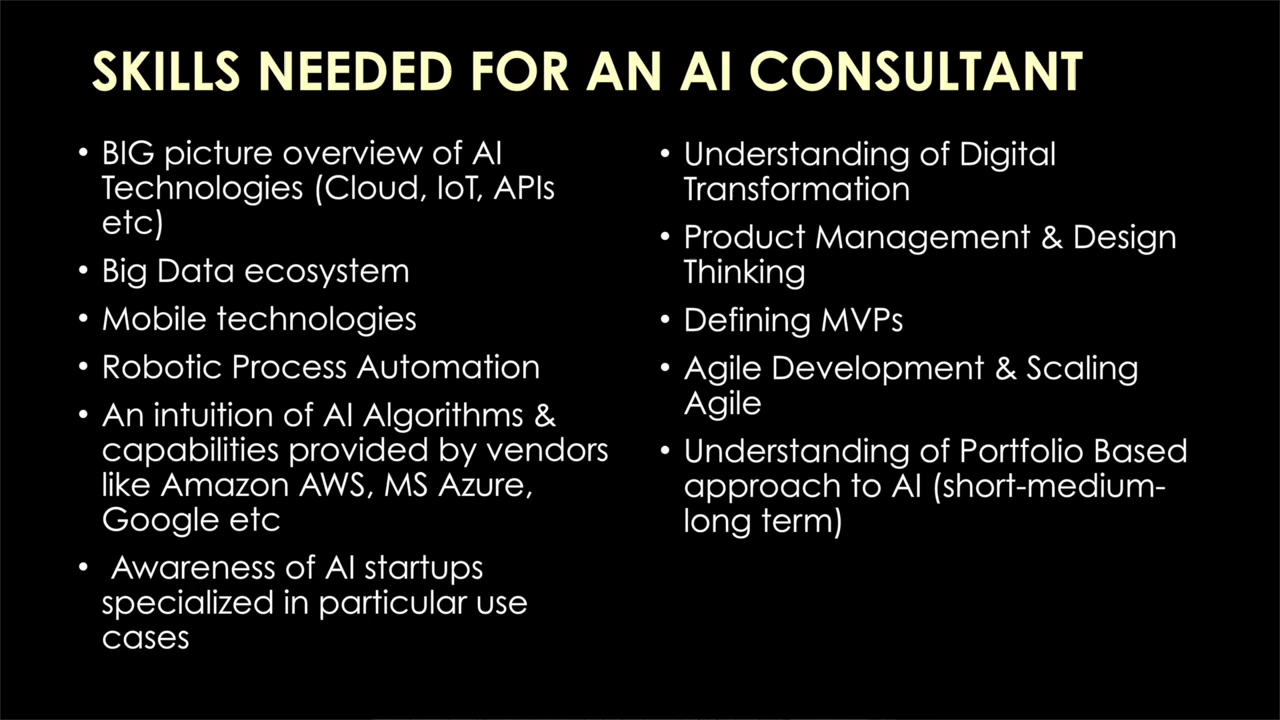 SKILLS NEEDED FOR AN AI CONSULTANT
• BIG picture overview of AI
Technologies (Cloud, IoT, APIs
etc)
• Big Data ecosystem
• Mobile technologies
• Robotic Process Automation
• An intuition of AI Algorithms &
capabilities provided by vendors
like Amazon AWS, MS Azure,
Google etc
• Awareness of AI startups
specialized in particular use
cases
• Understanding of Digital
Transformation
• Product Management & Design
Thinking
• Defining MVPs
• Agile Development & Scaling
Agile
• Understanding of Portfolio Based
approach to AI (short-medium-
long term)